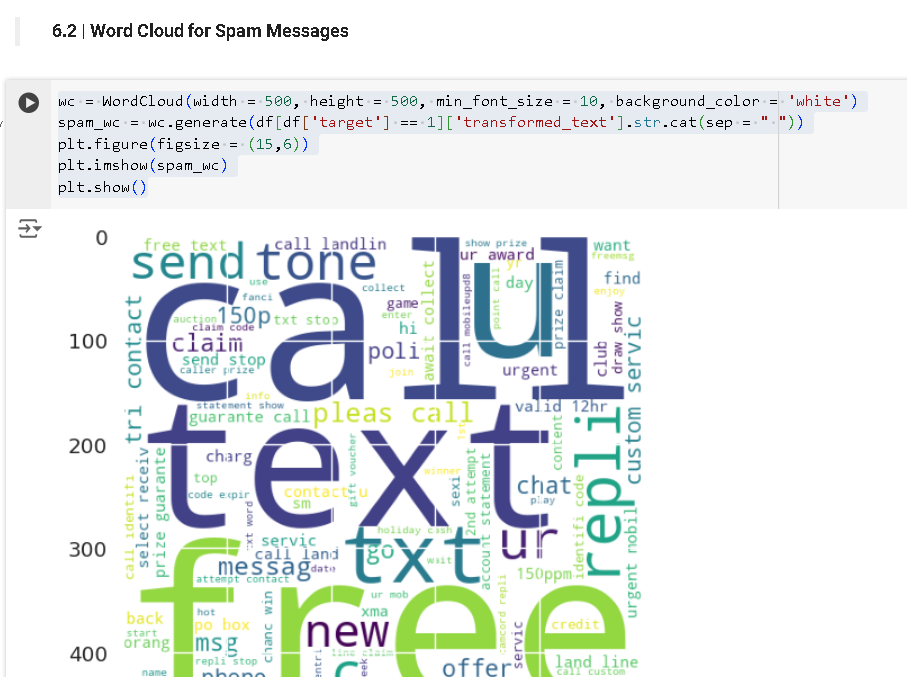 6.2 | Word Cloud for Spam Messages
wc = WordCloud(width = 500, height = 500, min_font_size = 10, background_color = 'white')
spam_wc = wc.generate(df[df['target'] == 1]['transformed_text'].str.cat(sep = " "))
plt.figure(figsize = (15,6))
plt.imshow(spam_wc)
plt.show()
0
100
200
300
400
free text
call landlin
show prize
want
send
tone
ur award
freemsg
yr
use
collect
day
find
fanci
game
enjoy
auction
150p
txt stop
enter
claim code
hi
call
u
claim
poli
send stop
caller prize
join
urgent
contact
await collect
call mobileupd8
point call
prize claim
club
draw show
custom servic
info
statement show
guarante call
pleas call
valid 12hr
tri
text
1st
content
repli
charg
top
code expir
contact u
sm
gift voucher
winner
sexi
2nd attempt
account statement
chat
play
call identifi
select receiv
prize guarante
txt word
identifi code
urgent mobil
holiday cash
servic
call land
go
txt
wait
ur
messag
date
150ppm
attempt contact
free
ur mob
back
hot
xma
camcord repli
start
po box
chanc win
new
credit
orang
msg
line claim
servic
repli stop
offer
land line
name
phone
call custom